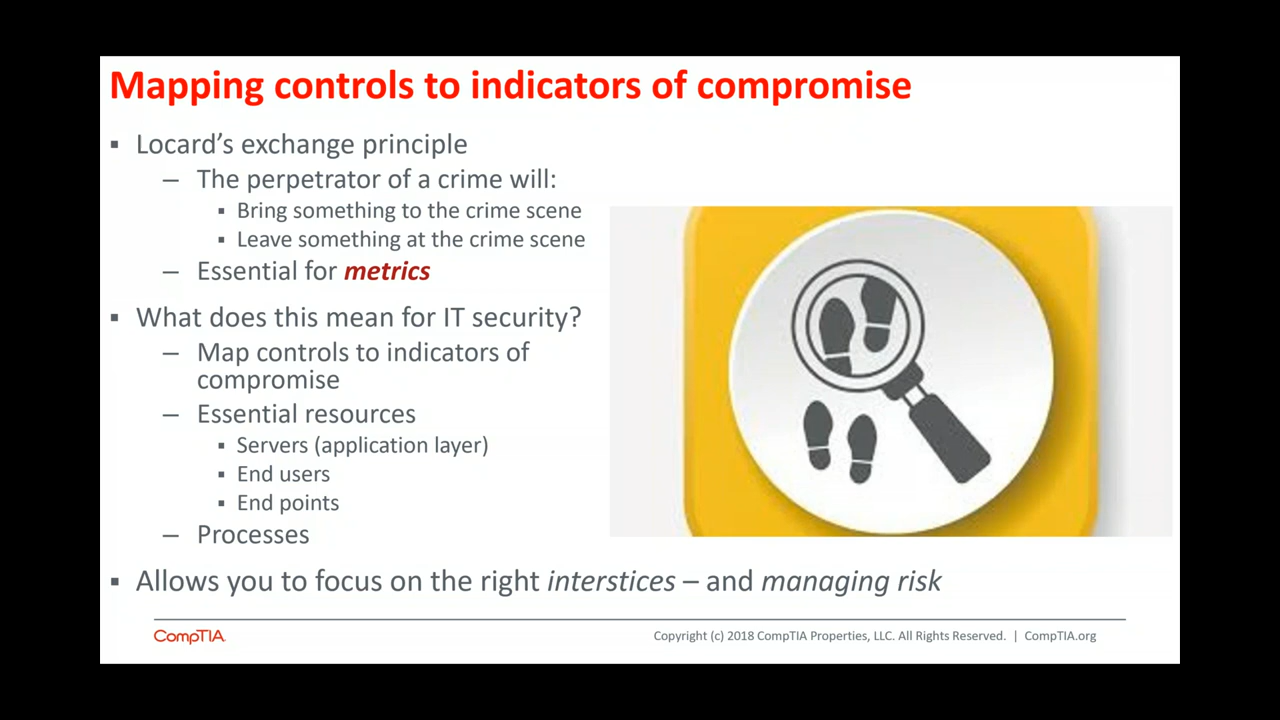 Mapping controls to indicators of compromise
▪ Locard’s exchange principle
– The perpetrator of a crime will:
▪ Bring something to the crime scene
▪ Leave something at the crime scene
– Essential for metrics
▪ What does this mean for IT security?
– Map controls to indicators of
compromise
– Essential resources
▪ Servers (application layer)
▪ End users
▪ End points
– Processes
▪ Allows you to focus on the right interstices – and managing risk
CompTIA.
Copyright (c) 2018 CompTIA Properties, LLC. All Rights Reserved. | CompTIA.org